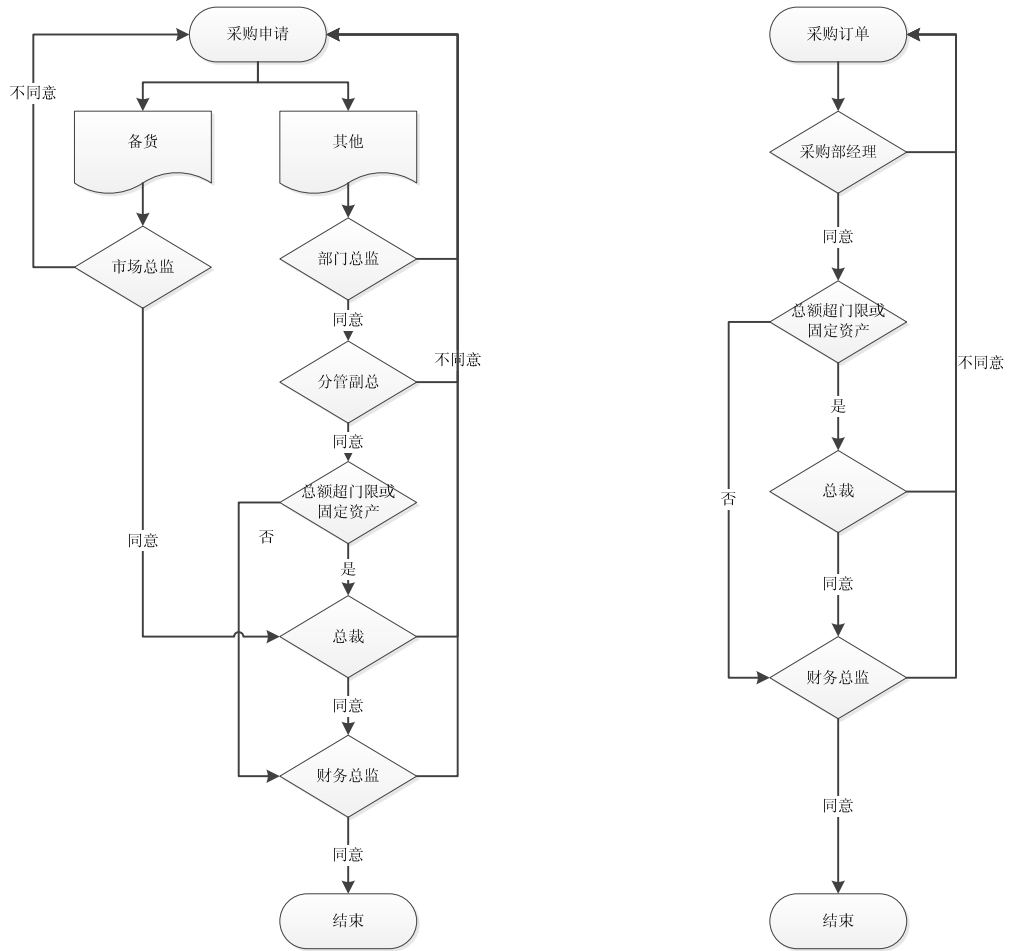 采购申请
不同意
备货
其他
市场总监
部门总监
同意
不同意
分管副总
同意
总额超门限或
固定资产
否
同意
是
总裁
同意
财务总监
同意
结束
采购订单
采购部经理
同意
总额超门限或
固定资产
不同意
是
总裁
否
同意
财务总监
同意
结束